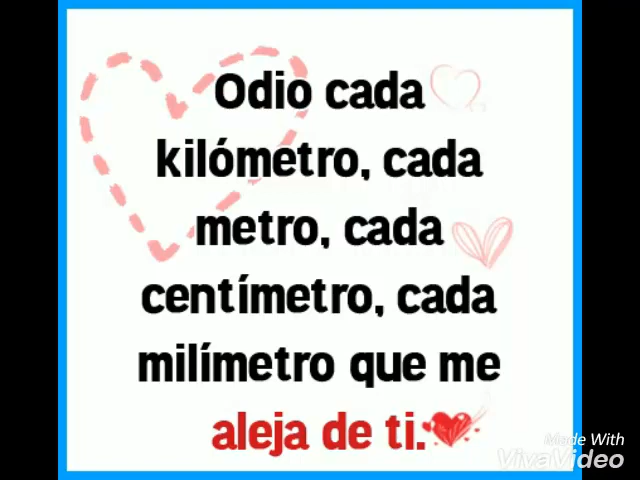 Odio cada
kilómetro, cada
metro, cada
centímetro, cada
milímetro que me
aleja de ti.
Made With
VivaVideo